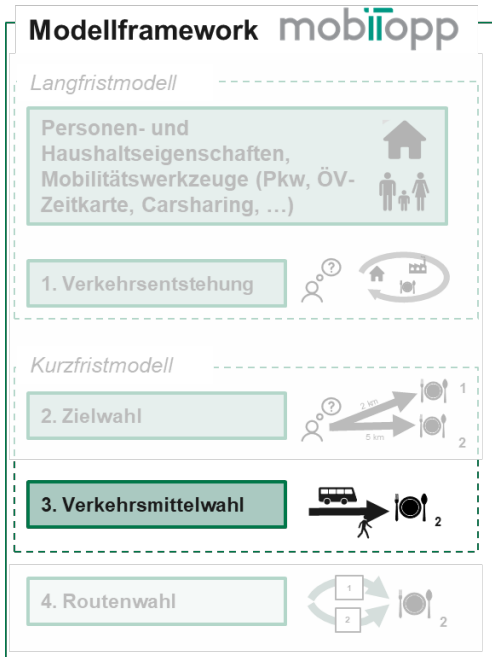 Modellframework mobiTopp
Langfristmodell
Personen- und
Haushaltseigenschaften,
Mobilitätswerkzeuge (Pkw, ÖV-
Zeitkarte, Carsharing, …)
1. Verkehrsentstehung
?
Kurzfristmodell
2. Zielwahl
?
2 km
1
5 km
2
3. Verkehrsmittelwahl
2
4. Routenwahl
1
2
2